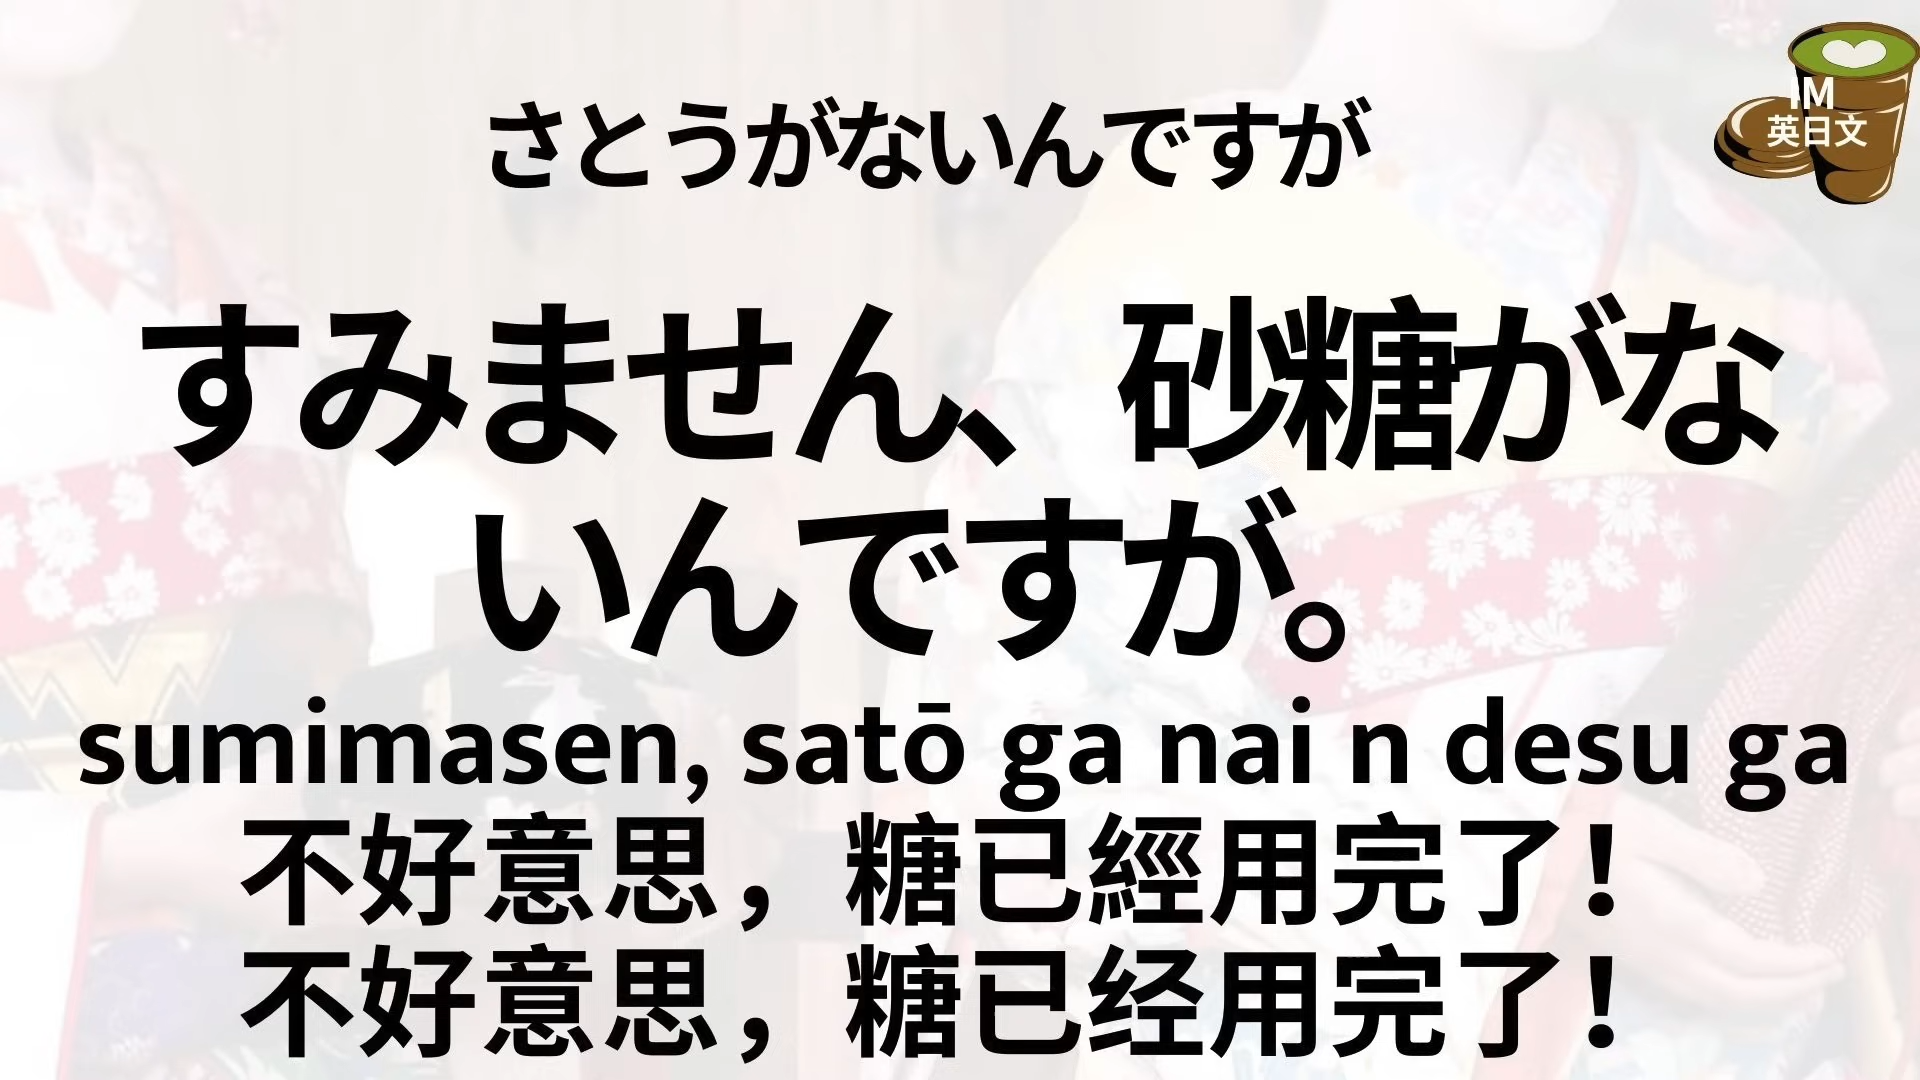 IM
英日文
さとうがないんですが
すみません、砂糖がな
いんですが。
sumimasen, satō ga nai n desu ga
不好意思，糖已經用完了！
不好意思，糖已经用完了！